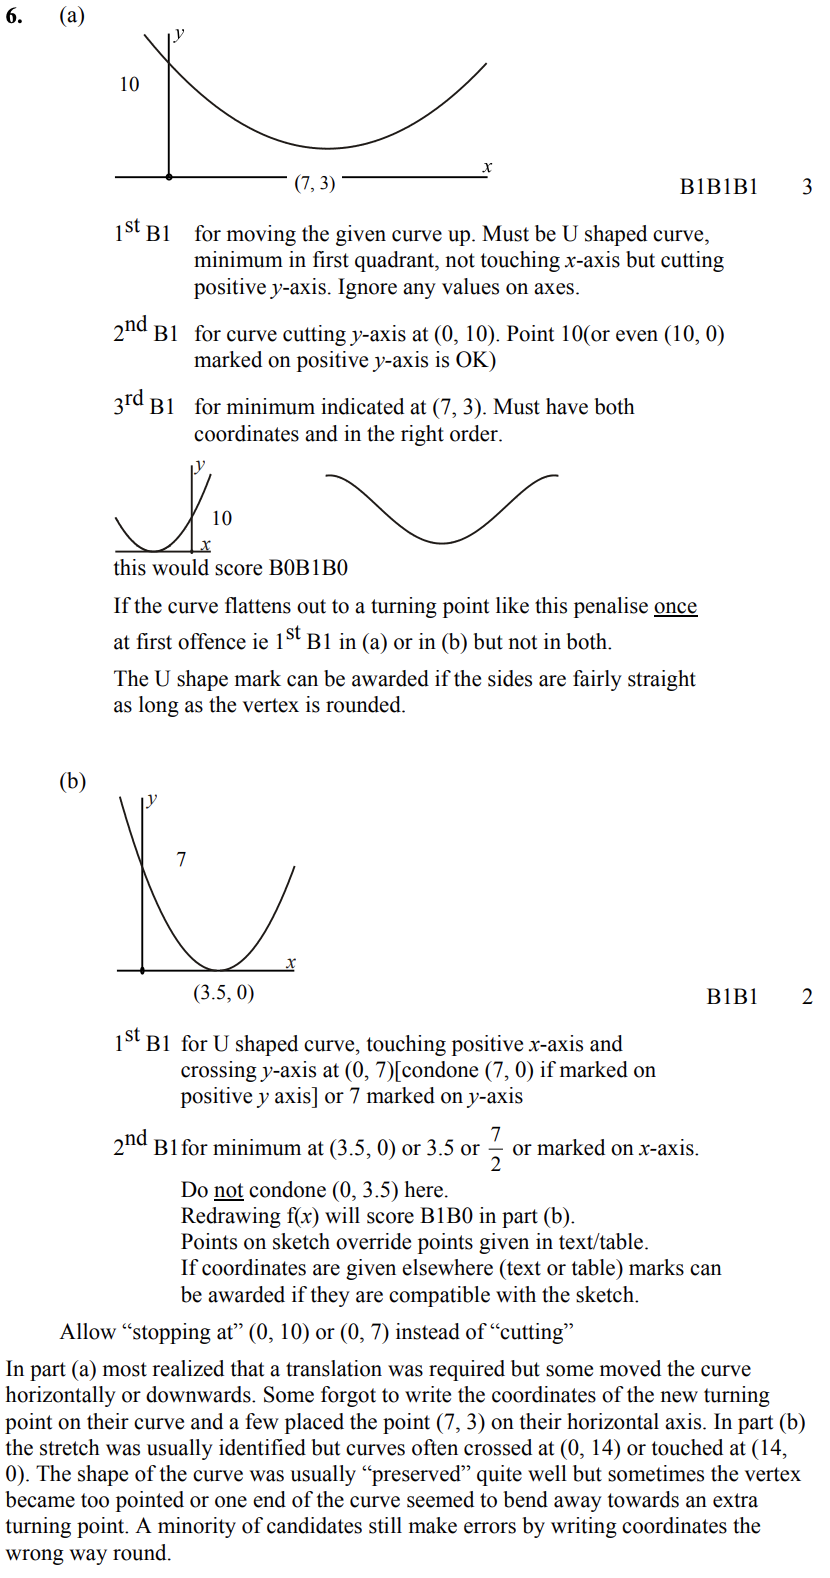 6. (a)
y
10
x
(7, 3)
B1B1B1 3
1st B1 for moving the given curve up. Must be U shaped curve,
minimum in first quadrant, not touching x-axis but cutting
positive y-axis. Ignore any values on axes.
2nd B1 for curve cutting y-axis at (0, 10). Point 10(or even (10, 0)
marked on positive y-axis is OK)
3rd B1 for minimum indicated at (7, 3). Must have both
coordinates and in the right order.
y
10
x
this would score B0B1B0
If the curve flattens out to a turning point like this penalise once
at first offence ie 1st B1 in (a) or in (b) but not in both.
The U shape mark can be awarded if the sides are fairly straight
as long as the vertex is rounded.
(b)
y
7
x
(3.5, 0)
B1B1 2
1st B1 for U shaped curve, touching positive x-axis and
crossing y-axis at (0, 7)[condone (7, 0) if marked on
positive y axis] or 7 marked on y-axis
2nd B1for minimum at (3.5, 0) or 3.5 or 7/2 or marked on x-axis.
Do not condone (0, 3.5) here.
Redrawing f(x) will score B1B0 in part (b).
Points on sketch override points given in text/table.
If coordinates are given elsewhere (text or table) marks can
be awarded if they are compatible with the sketch.
Allow “stopping at” (0, 10) or (0, 7) instead of “cutting”
In part (a) most realized that a translation was required but some moved the curve
horizontally or downwards. Some forgot to write the coordinates of the new turning
point on their curve and a few placed the point (7, 3) on their horizontal axis. In part (b)
the stretch was usually identified but curves often crossed at (0, 14) or touched at (14,
0). The shape of the curve was usually “preserved” quite well but sometimes the vertex
became too pointed or one end of the curve seemed to bend away towards an extra
turning point. A minority of candidates still make errors by writing coordinates the
wrong way round.